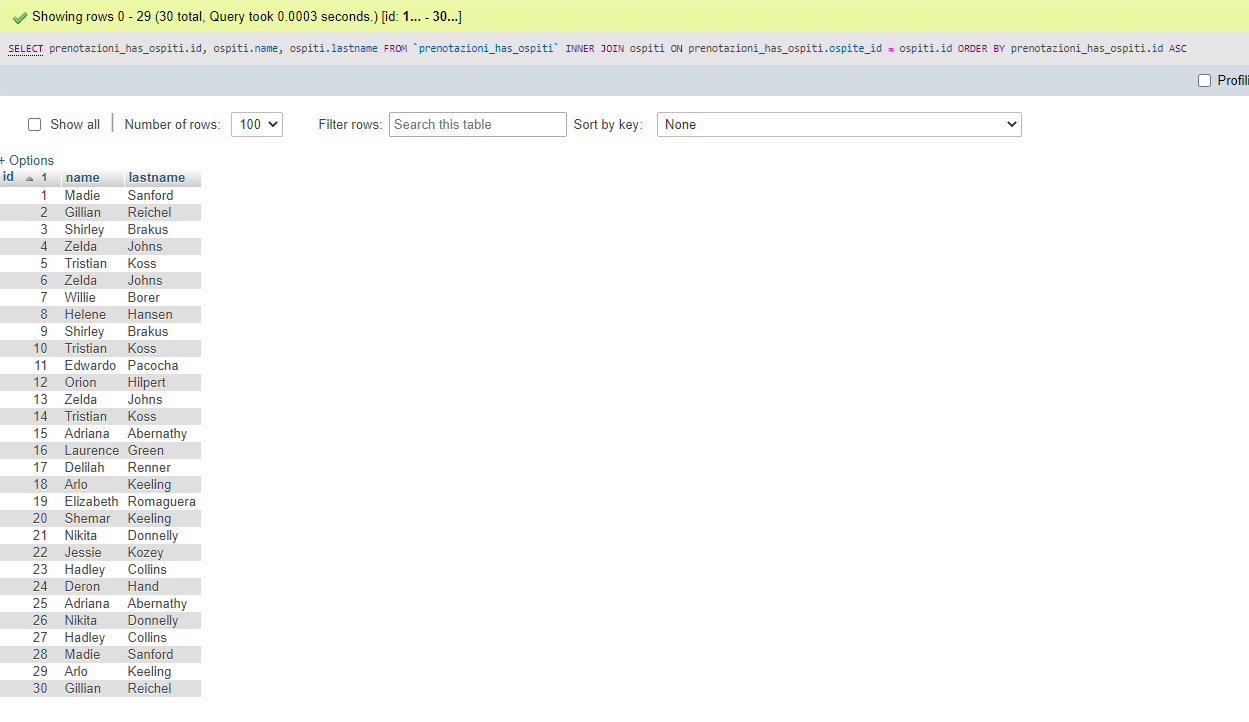 Showing rows 0 - 29 (30 total, Query took 0.0003 seconds.) [id: 1... - 30...]
SELECT prenotazioni_has_ospiti.id, ospiti.name, ospiti.lastname FROM `prenotazioni_has_ospiti` INNER JOIN ospiti ON prenotazioni_has_ospiti.ospite_id = ospiti.id ORDER BY prenotazioni_has_ospiti.id ASC
Profili
Show all | Number of rows: 100 Filter rows: Search this table Sort by key: None
+ Options
id 1 name lastname
1 Madie Sanford
2 Gillian Reichel
3 Shirley Brakus
4 Zelda Johns
5 Tristian Koss
6 Zelda Johns
7 Willie Borer
8 Helene Hansen
9 Shirley Brakus
10 Tristian Koss
11 Edwardo Pacocha
12 Orion Hilpert
13 Zelda Johns
14 Tristian Koss
15 Adriana Abernathy
16 Laurence Green
17 Delilah Renner
18 Arlo Keeling
19 Elizabeth Romaguera
20 Shemar Keeling
21 Nikita Donnelly
22 Jessie Kozey
23 Hadley Collins
24 Deron Hand
25 Adriana Abernathy
26 Nikita Donnelly
27 Hadley Collins
28 Madie Sanford
29 Arlo Keeling
30 Gillian Reichel